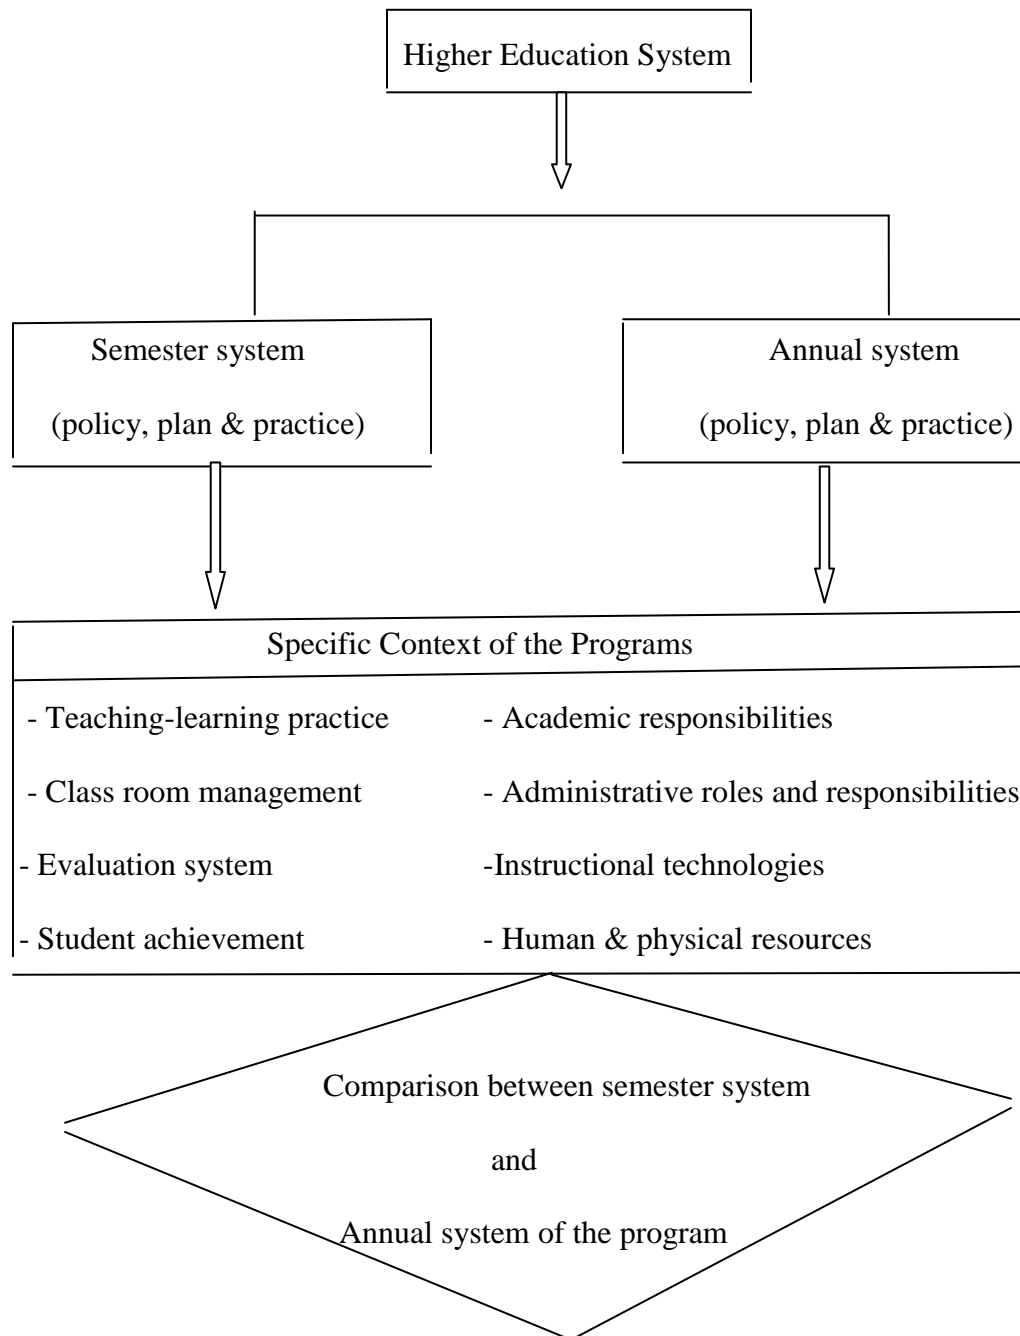 Higher Education System
Semester system
(policy, plan & practice)
Annual system
(policy, plan & practice)
Specific Context of the Programs
- Teaching-learning practice
- Class room management
- Evaluation system
- Student achievement
- Academic responsibilities
- Administrative roles and responsibilities
-Instructional technologies
- Human & physical resources
Comparison between semester system
and
Annual system of the program